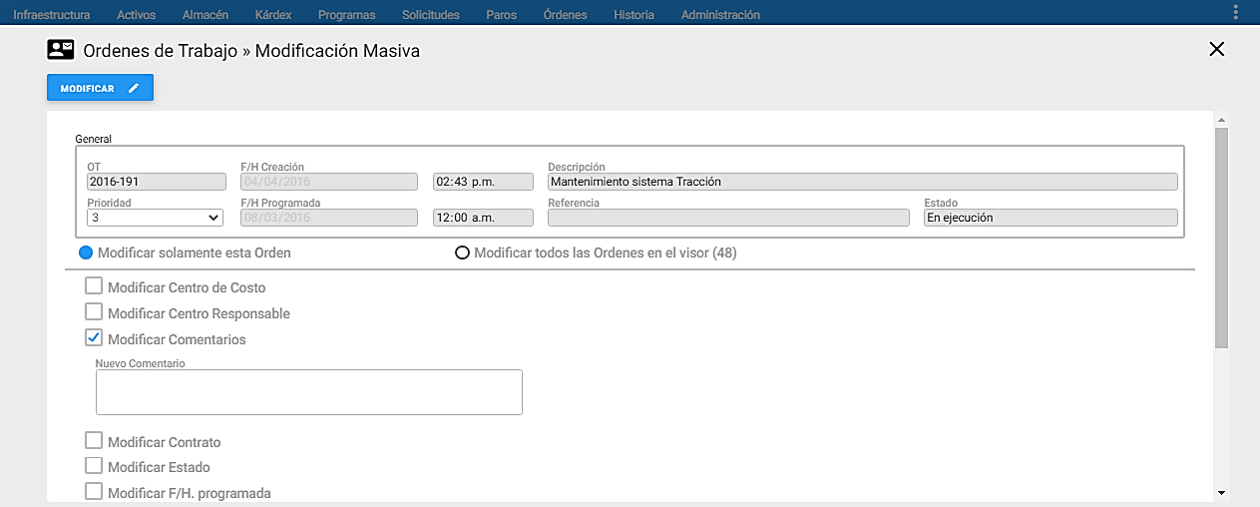 Infraestructura Activos Almacén Kárdex Programas Solicitudes Paros Órdenes Historia Administración
Ordenes de Trabajo » Modificación Masiva
MODIFICAR
General
OT F/H Creación Descripción
2016-191 04/04/2016 02:43 p.m. Mantenimiento sistema Tracción
Prioridad F/H Programada Referencia Estado
3 08/03/2016 12:00 a.m. En ejecución
Modificar solamente esta Orden Modificar todos las Ordenes en el visor (48)
Modificar Centro de Costo
Modificar Centro Responsable
Modificar Comentarios
Nuevo Comentario
Modificar Contrato
Modificar Estado
Modificar F/H. programada